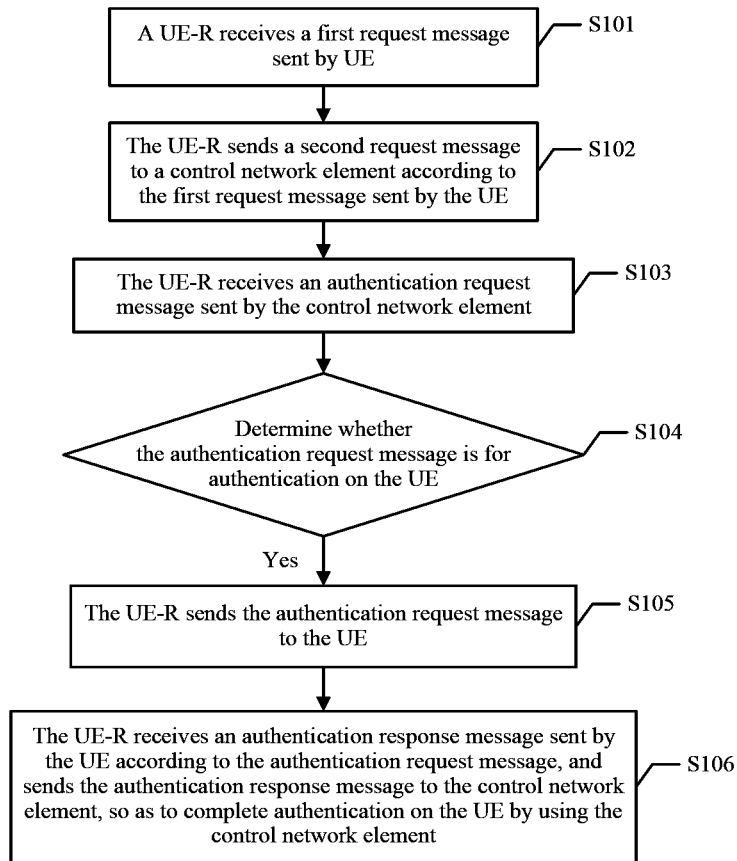 A UE-R receives a first request message
sent by UE
S101
The UE-R sends a second request message
to a control network element according to
the first request message sent by the UE
S102
The UE-R receives an authentication request
message sent by the control network element
S103
Determine whether
the authentication request message is for
authentication on the UE
S104
Yes
The UE-R sends the authentication request message
to the UE
S105
The UE-R receives an authentication response message sent by
the UE according to the authentication request message, and
sends the authentication response message to the control network
element, so as to complete authentication on the UE by using the
control network element
S106